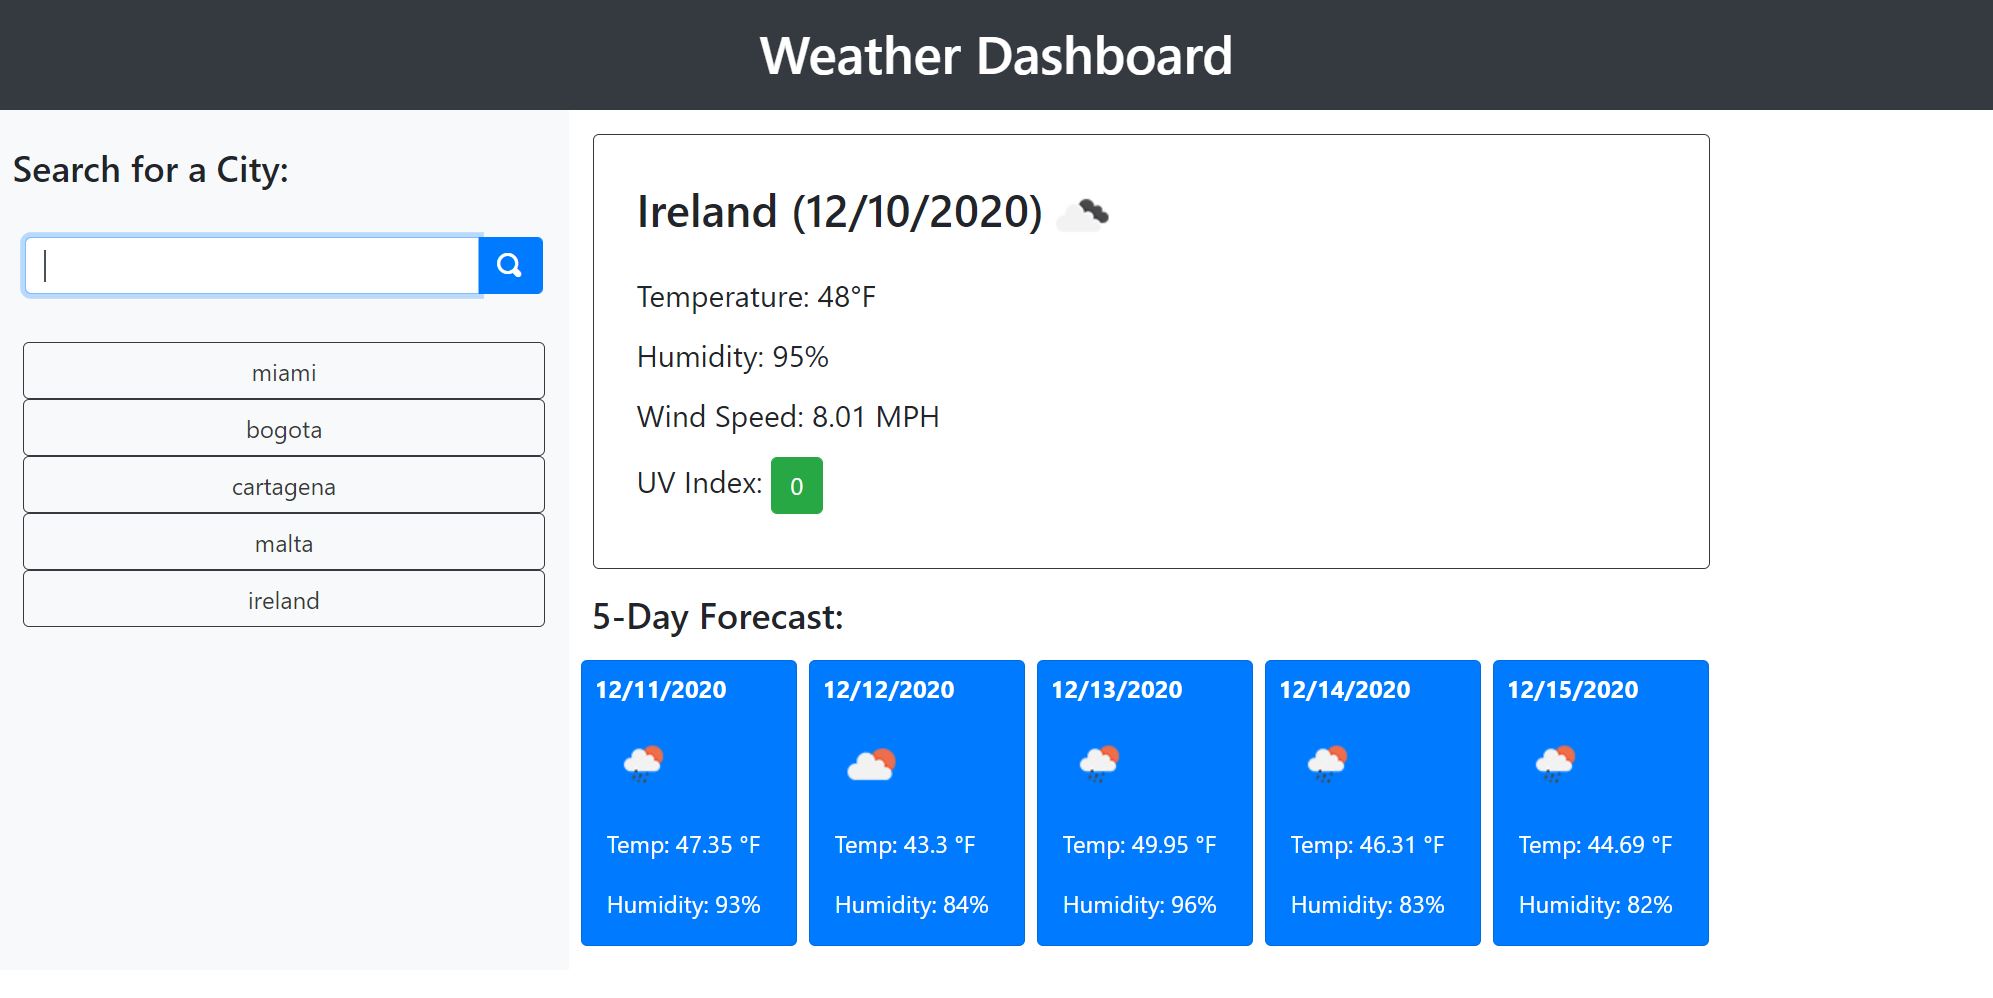 Weather Dashboard
Search for a City:
miami
bogota
cartagena
malta
ireland
Ireland (12/10/2020)
Temperature: 48°F
Humidity: 95%
Wind Speed: 8.01 MPH
UV Index: 0
5-Day Forecast:
12/11/2020
Temp: 47.35 °F
Humidity: 93%
12/12/2020
Temp: 43.3 °F
Humidity: 84%
12/13/2020
Temp: 49.95 °F
Humidity: 96%
12/14/2020
Temp: 46.31 °F
Humidity: 83%
12/15/2020
Temp: 44.69 °F
Humidity: 82%